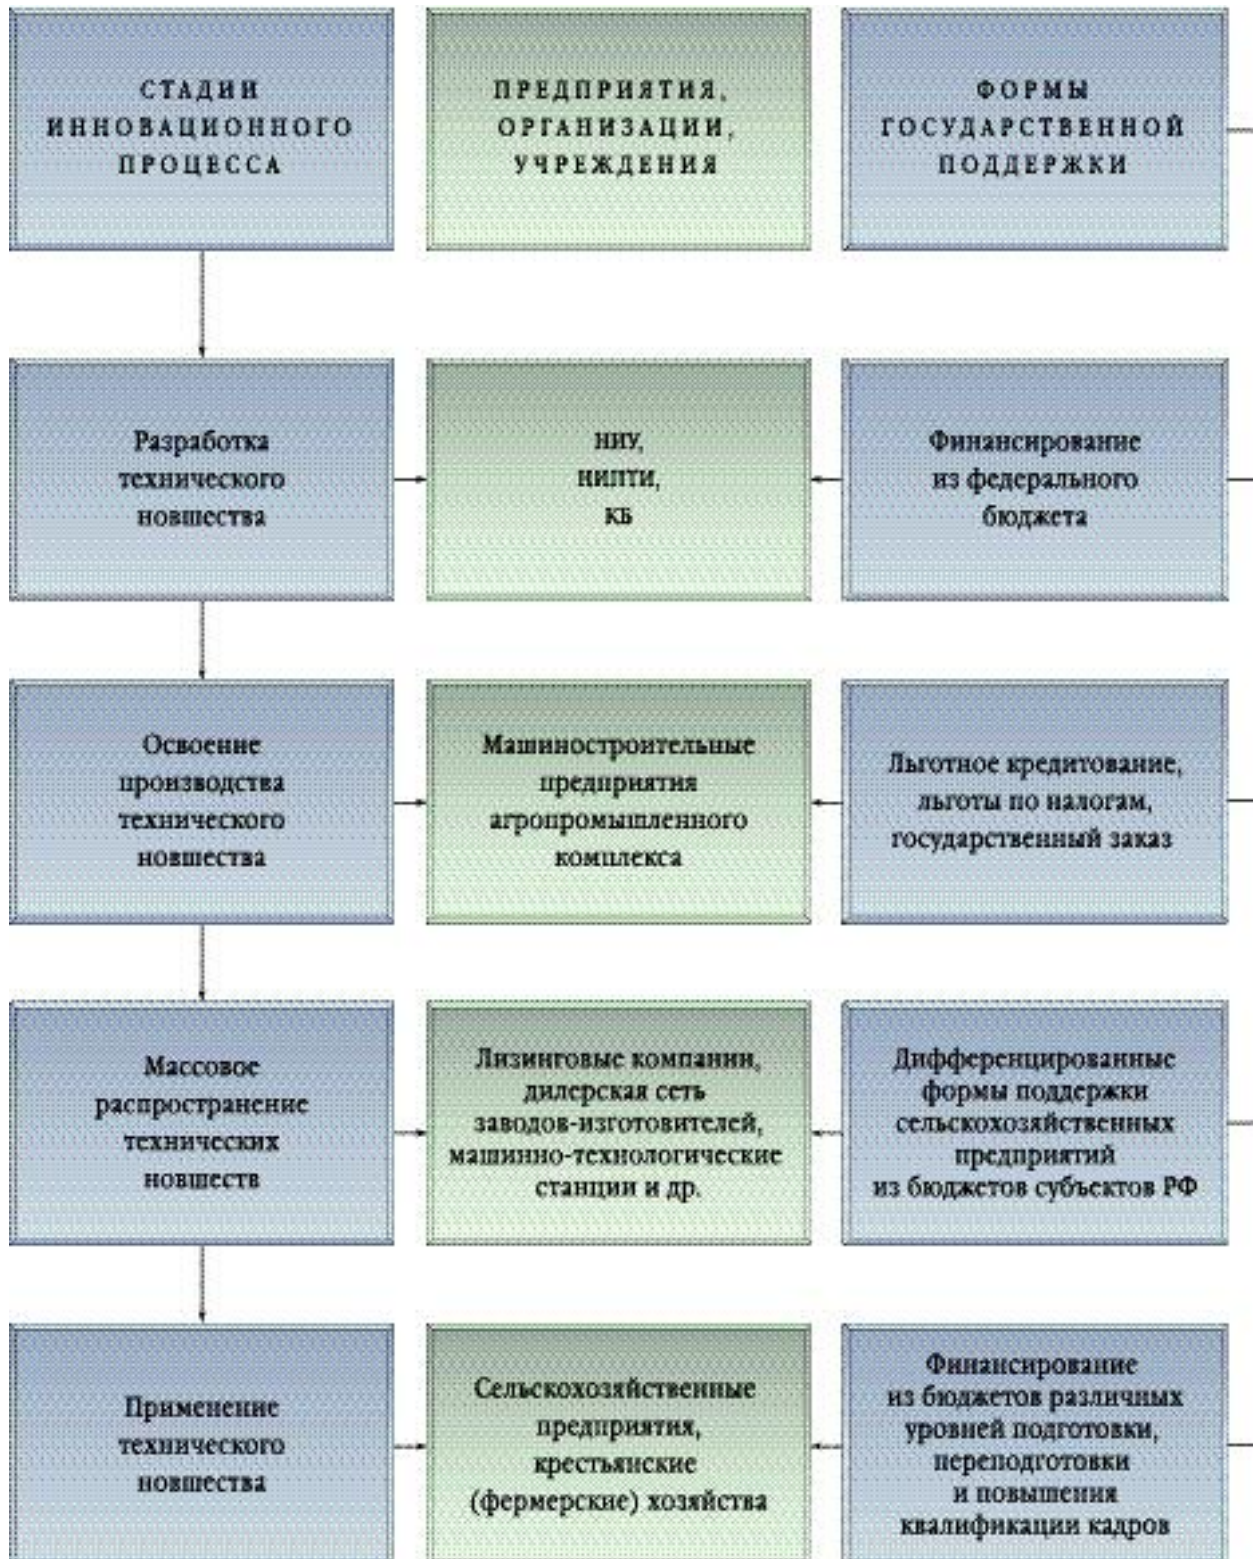 СТАДИИ
ИННОВАЦИОННОГО
ПРОЦЕССА
ПРЕДПРИЯТИЯ,
ОРГАНИЗАЦИИ,
УЧРЕЖДЕНИЯ
ФОРМЫ
ГОСУДАРСТВЕННОЙ
ПОДДЕРЖКИ
Разработка
технического
новшества
НИУ,
НИПТИ,
КБ
Финансирование
из федерального
бюджета
Освоение
производства
технического
новшества
Машиностроительные
предприятия
агропромышленного
комплекса
Льготное кредитование,
льготы по налогам,
государственный заказ
Массовое
распространение
технических
новшеств
Лизинговые компании,
дилерская сеть
заводов-изготовителей,
машинно-технологические
станции и др.
Дифференцированные
формы поддержки
сельскохозяйственных
предприятий
из бюджетов субъектов РФ
Применение
технического
новшества
Сельскохозяйственные
предприятия,
крестьянские
(фермерские) хозяйства
Финансирование
из бюджетов различных
уровней подготовки,
переподготовки
и повышения
квалификации кадров